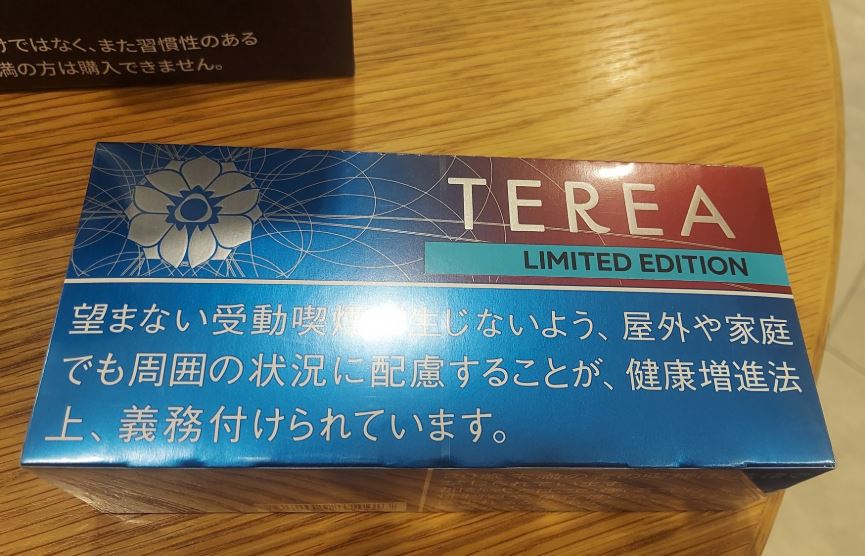 けではなく、また習慣性のある
満の方は購入できません。
TEREA
LIMITED EDITION
望まない受動喫煙 生じないよう、屋外や家庭
でも周囲の状況に配慮することが、健康増進法
上、義務付けられています。